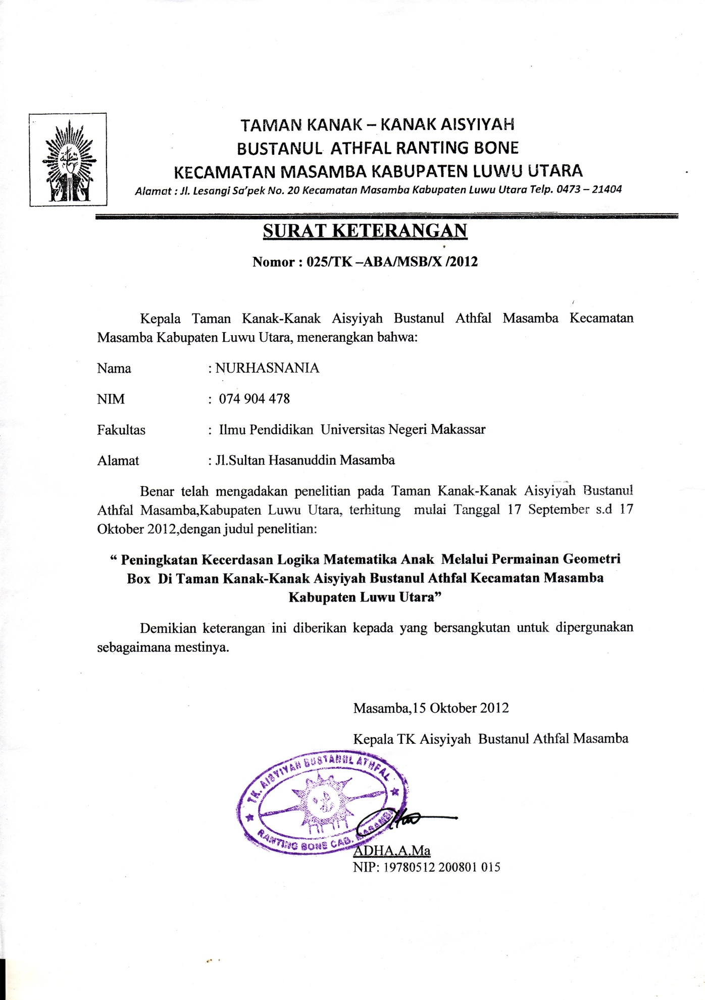 TAMAN KANAK – KANAK AISYIYAH
BUSTANUL ATHFAL RANTING BONE
KECAMATAN MASAMBA KABUPATEN LUWU UTARA
Alamat : Jl. Lesangi Sa'pek No. 20 Kecamatan Masamba Kabupaten Luwu Utara Telp. 0473 – 21404
SURAT KETERANGAN
Nomor : 025/TK –ABA/MSB/X /2012
Kepala Taman Kanak-Kanak Aisyiyah Bustanul Athfal Masamba Kecamatan
Masamba Kabupaten Luwu Utara, menerangkan bahwa:
Nama : NURHASNANIA
NIM : 074 904 478
Fakultas : Ilmu Pendidikan Universitas Negeri Makassar
Alamat : Jl.Sultan Hasanuddin Masamba
Benar telah mengadakan penelitian pada Taman Kanak-Kanak Aisyiyah Bustanul
Athfal Masamba,Kabupaten Luwu Utara, terhitung mulai Tanggal 17 September s.d 17
Oktober 2012,dengan judul penelitian:
“ Peningkatan Kecerdasan Logika Matematika Anak Melalui Permainan Geometri
Box Di Taman Kanak-Kanak Aisyiyah Bustanul Athfal Kecamatan Masamba
Kabupaten Luwu Utara”
Demikian keterangan ini diberikan kepada yang bersangkutan untuk dipergunakan
sebagaimana mestinya.
Masamba,15 Oktober 2012
Kepala TK Aisyiyah Bustanul Athfal Masamba
TK. AISYIYAH BUSTANUL ATHFAL
RANTING BONE CAB. MASAMBA
ADHA,A.Ma
NIP: 19780512 200801 015